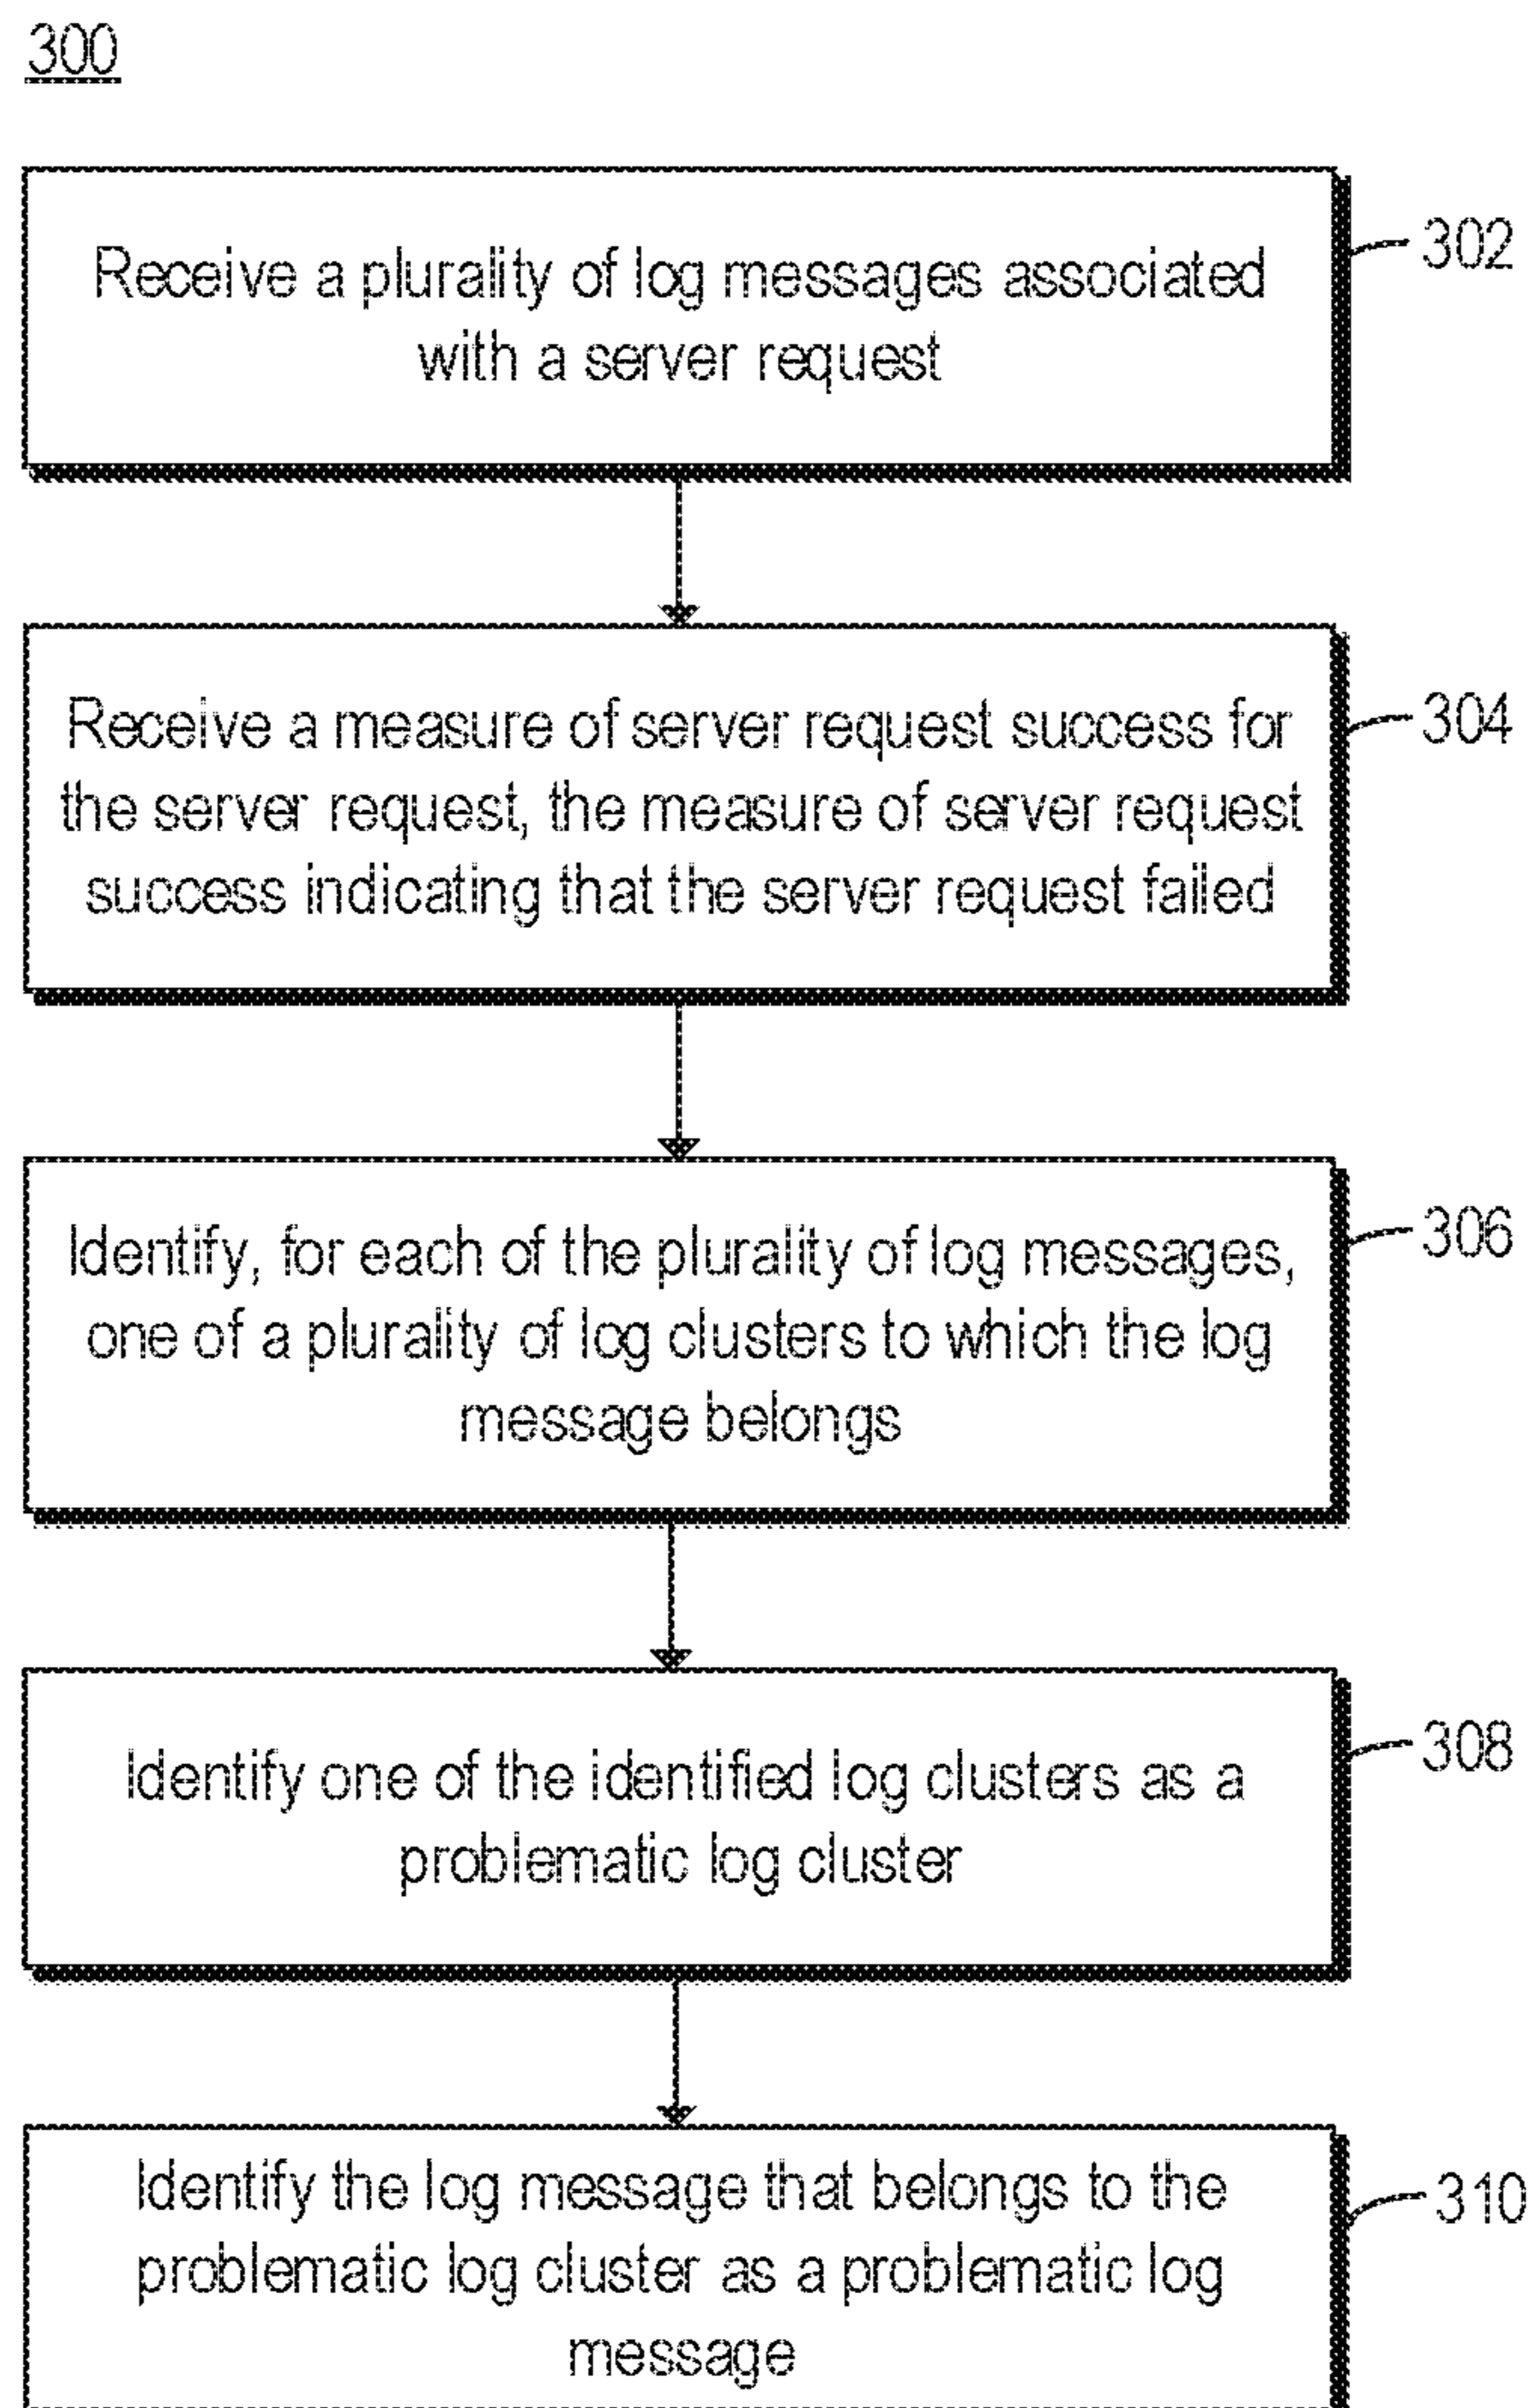 300
Receive a plurality of log messages associated
with a server request
302
Receive a measure of server request success for
the server request, the measure of server request
success indicating that the server request failed
304
Identify, for each of the plurality of log messages,
one of a plurality of log clusters to which the log
message belongs
306
Identify one of the identified log clusters as a
problematic log cluster
308
Identify the log message that belongs to the
problematic log cluster as a problematic log
message
310